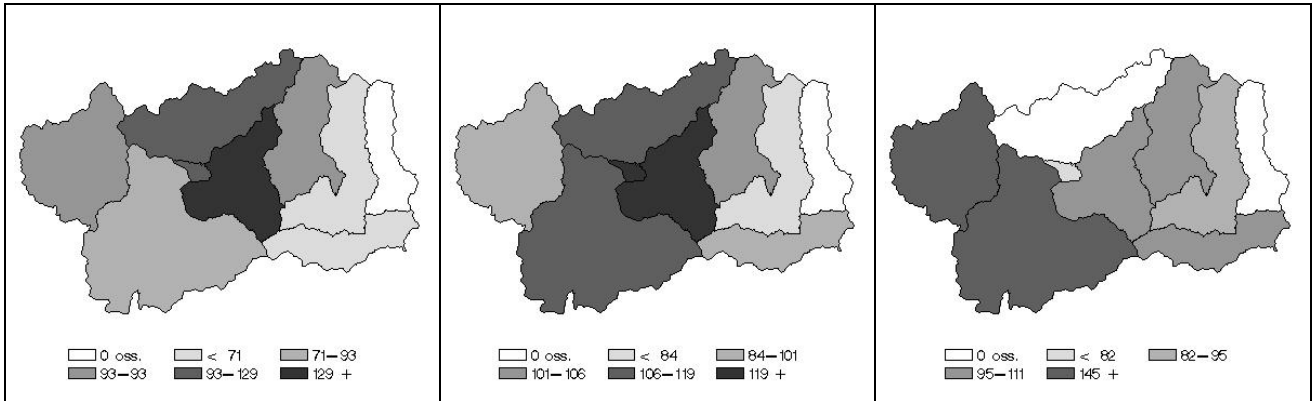 0 oss. < 71 71–93
93–93 93–129 129 +
0 oss. < 84 84–101
101–106 106–119 119 +
0 oss. < 82 82–95
95–111 145 +